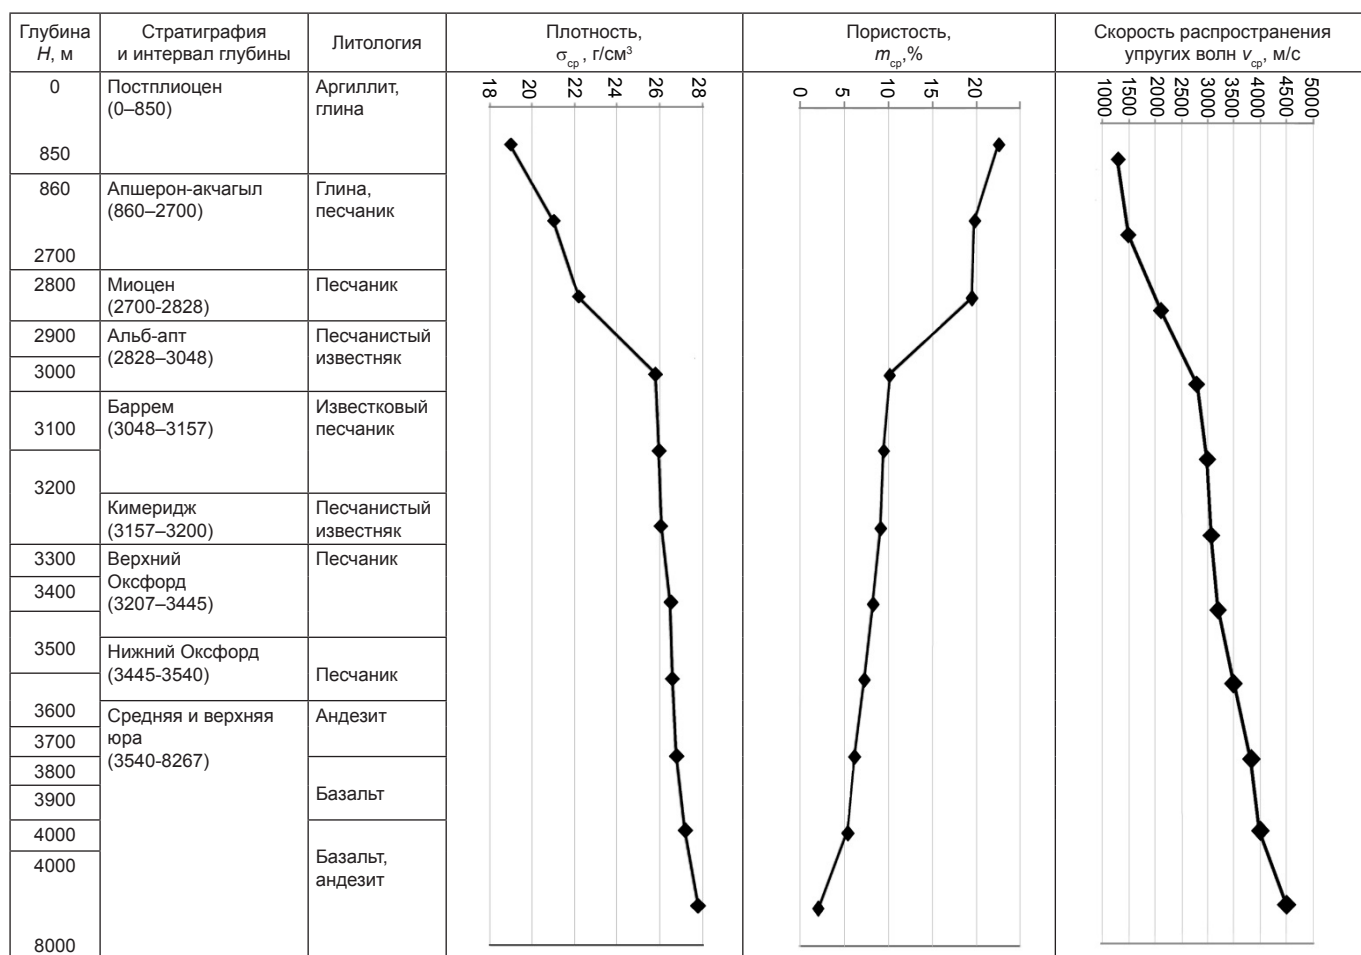 Глубина
H, м
Стратиграфия
и интервал глубины
Литология
Плотность,
σср, г/см³
Пористость,
mср,%
Скорость распространения
упругих волн vср, м/с
18 20 22 24 26 28
0 5 10 15 20
1000 1500 2000 2500 3000 3500 4000 4500 5000
0
850
Постплиоцен
(0–850)
Аргиллит,
глина
860
2700
Апшерон-акчагыл
(860–2700)
Глина,
песчаник
2800
Миоцен
(2700-2828)
Песчаник
2900
3000
Альб-апт
(2828–3048)
Песчанистый
известняк
3100
3200
Баррем
(3048–3157)
Известковый
песчаник
Кимеридж
(3157–3200)
Песчанистый
известняк
3300
3400
Верхний
Оксфорд
(3207–3445)
Песчаник
3500
Нижний Оксфорд
(3445-3540)
Песчаник
3600
3700
3800
3900
4000
4000
8000
Средняя и верхняя
юра
(3540-8267)
Андезит
Базальт
Базальт,
андезит